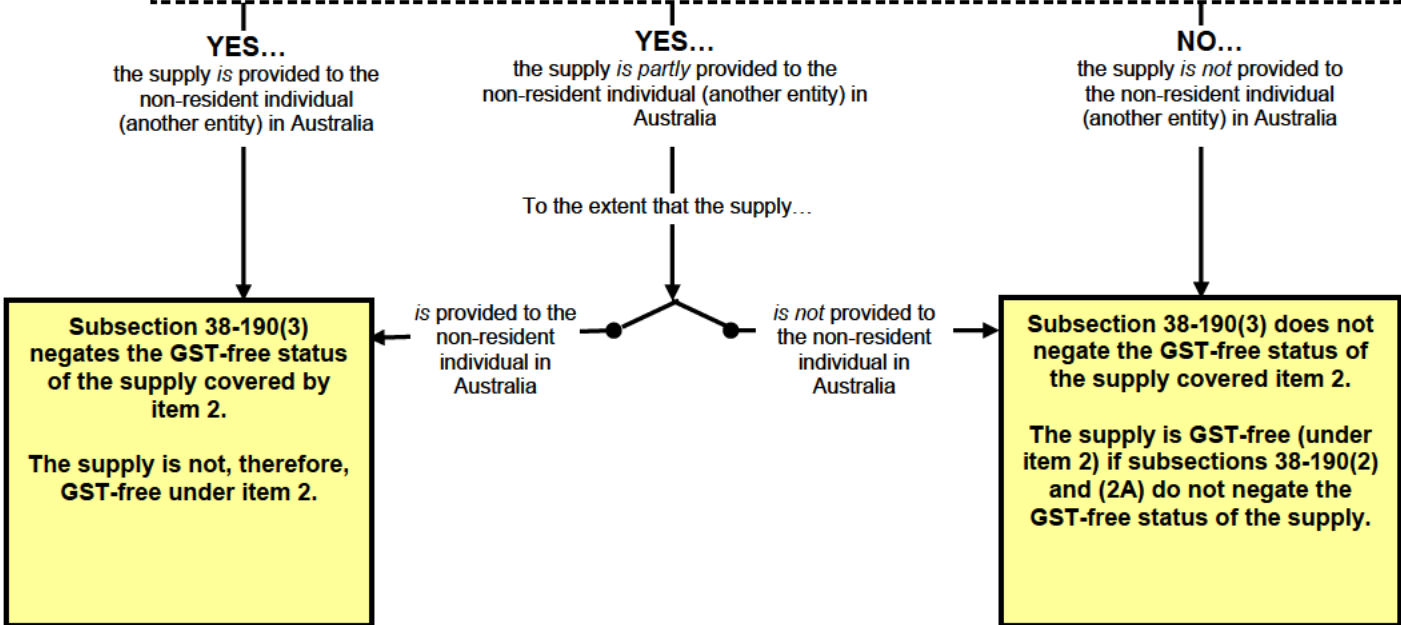 YES…
the supply is provided to the
non-resident individual
(another entity) in Australia
YES…
the supply is partly provided to the
non-resident individual (another entity) in
Australia
NO…
the supply is not provided to
the non-resident individual
(another entity) in Australia
To the extent that the supply…
is provided to the
non-resident
individual in
Australia
is not provided to
the non-resident
individual in
Australia
Subsection 38-190(3)
negates the GST-free status
of the supply covered by
item 2.
The supply is not, therefore,
GST-free under item 2.
Subsection 38-190(3) does not
negate the GST-free status of
the supply covered item 2.
The supply is GST-free (under
item 2) if subsections 38-190(2)
and (2A) do not negate the
GST-free status of the supply.